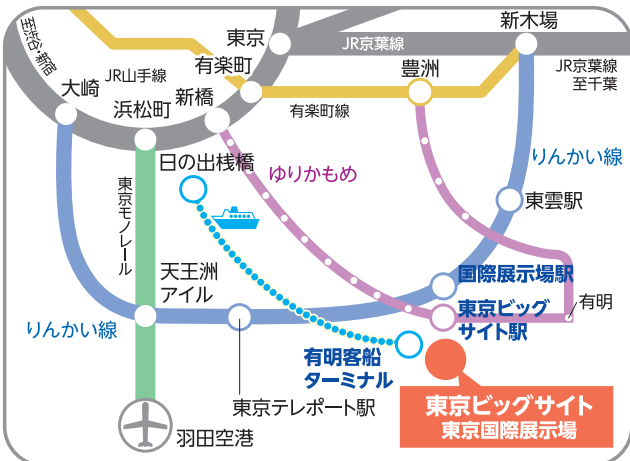 至渋谷・新宿
新木場
東京
JR京葉線
有楽町
JR山手線
大崎
新橋
浜松町
豊洲
JR京葉線
至千葉
有楽町線
日の出桟橋
ゆりかもめ
りんかい線
東京モノレール
東雲駅
天王洲
アイル
国際展示場駅
有明
東京ビッグ
サイト駅
りんかい線
有明客船
ターミナル
東京テレポート駅
東京ビッグサイト
東京国際展示場
羽田空港